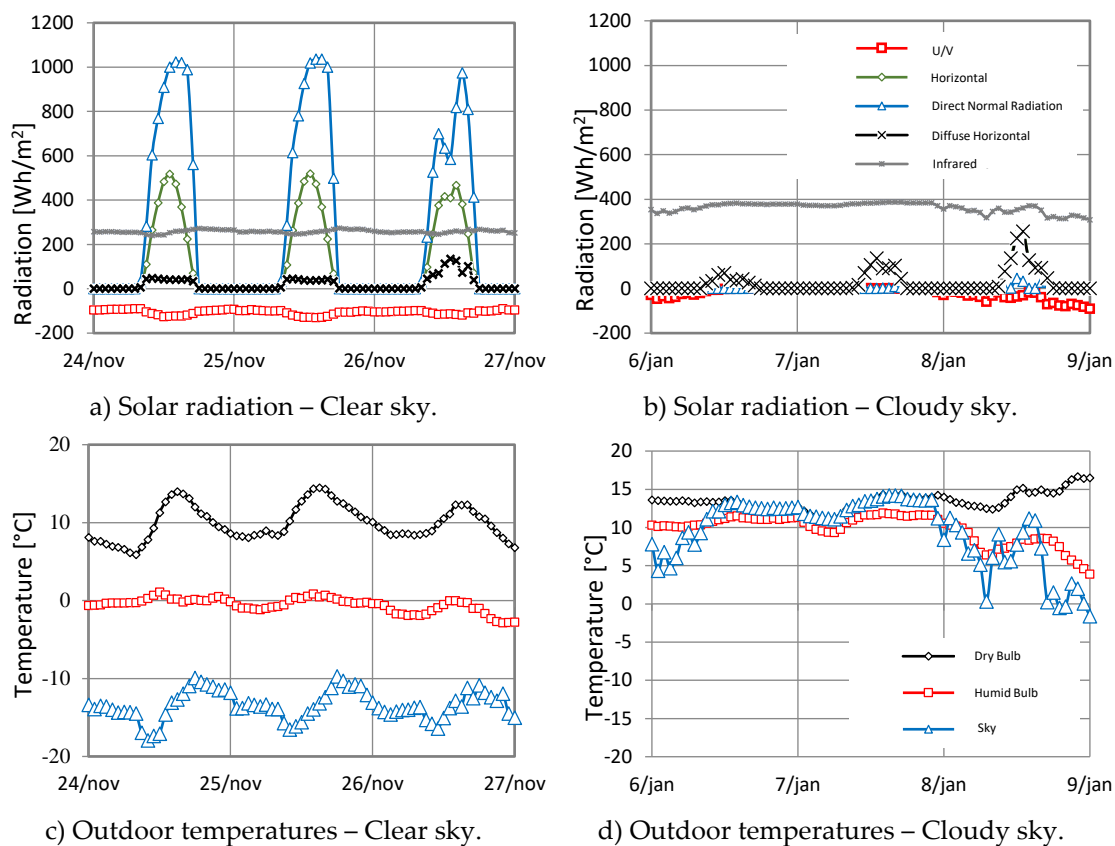 1200
1000
800
600
400
200
0
-200
Radiation [Wh/m²]
24/nov 25/nov 26/nov 27/nov
a) Solar radiation – Clear sky.
1200
1000
800
600
400
200
0
-200
Radiation [Wh/m²]
U/V
Horizontal
Direct Normal Radiation
Diffuse Horizontal
Infrared
6/jan 7/jan 8/jan 9/jan
b) Solar radiation – Cloudy sky.
20
10
0
-10
-20
Temperature [°C]
24/nov 25/nov 26/nov 27/nov
c) Outdoor temperatures – Clear sky.
20
15
10
5
0
-5
-10
-15
-20
Temperature [°C]
Dry Bulb
Humid Bulb
Sky
6/jan 7/jan 8/jan 9/jan
d) Outdoor temperatures – Cloudy sky.